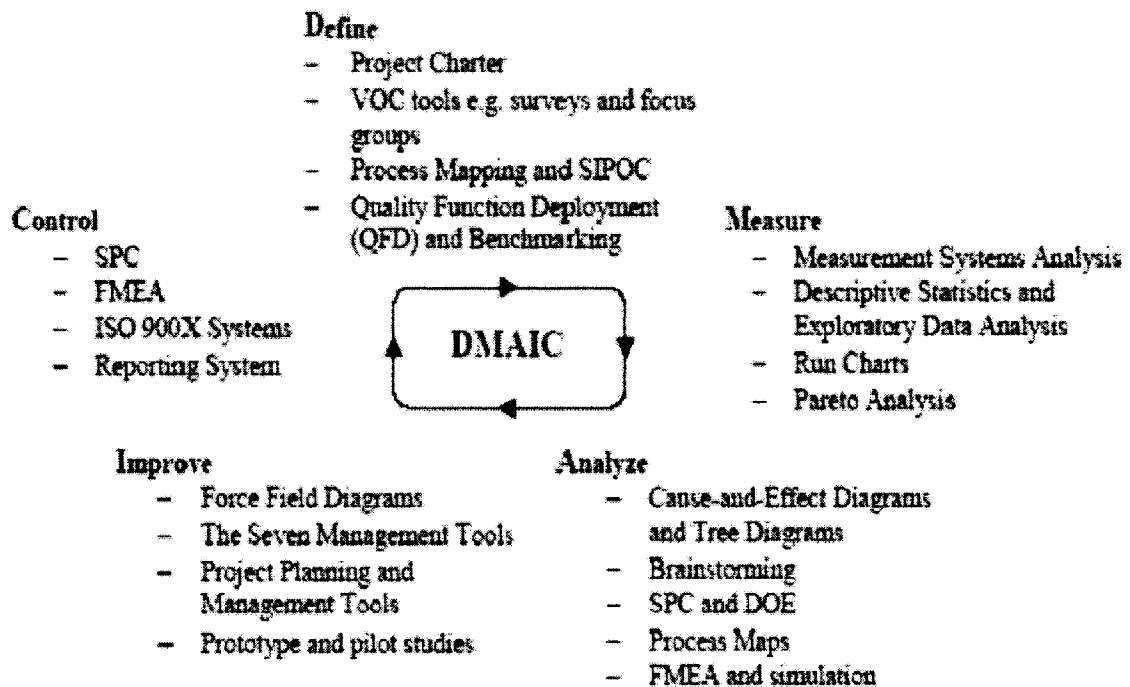 Define
– Project Charter
– VOC tools e.g. surveys and focus
groups
– Process Mapping and SIPOC
– Quality Function Deployment
(QFD) and Benchmarking
Control
– SPC
– FMEA
– ISO 900X Systems
– Reporting System
DMAIC
Measure
– Measurement Systems Analysis
– Descriptive Statistics and
Exploratory Data Analysis
– Run Charts
– Pareto Analysis
Improve
– Force Field Diagrams
– The Seven Management Tools
– Project Planning and
Management Tools
– Prototype and pilot studies
Analyze
– Cause-and-Effect Diagrams
and Tree Diagrams
– Brainstorming
– SPC and DOE
– Process Maps
– FMEA and simulation